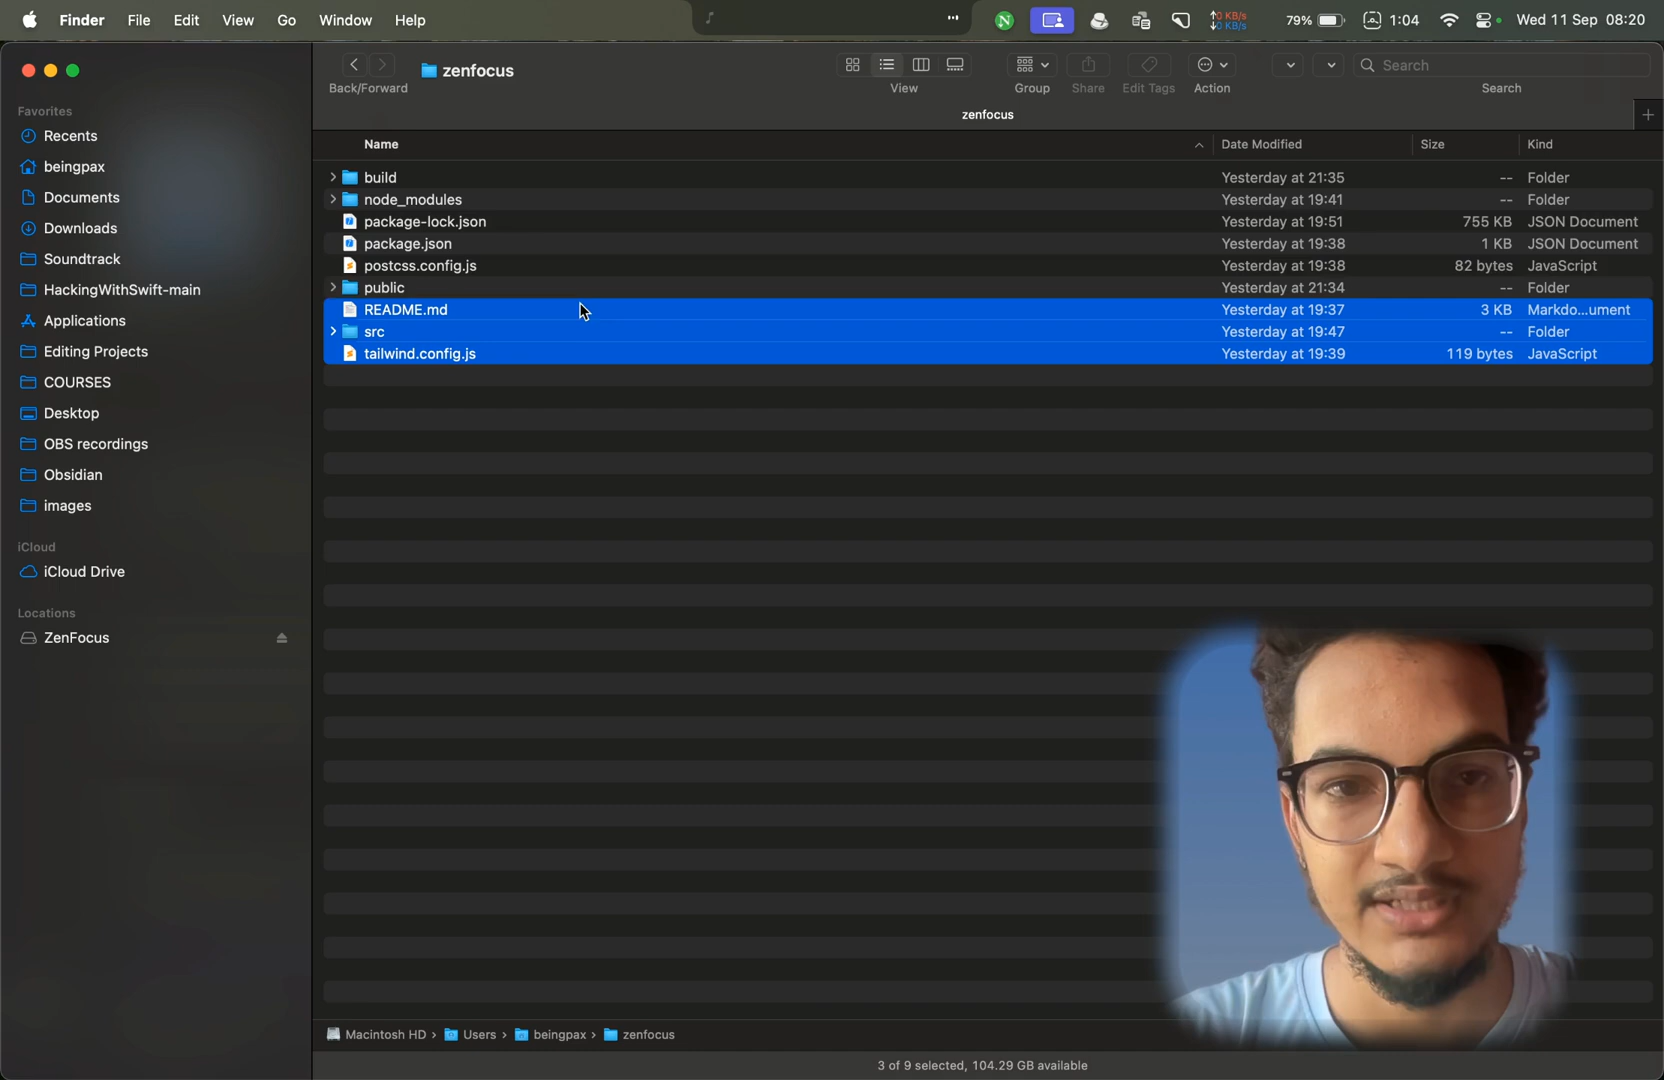 Finder File Edit View Go Window Help
0 KB/s
0 KB/s
79% 1:04 Wed 11 Sep 08:20
zenfocus
Search
Back/Forward View Group Share Edit Tags Action Search
zenfocus
Name Date Modified Size Kind
build Yesterday at 21:35 -- Folder
node_modules Yesterday at 19:41 -- Folder
package-lock.json Yesterday at 19:51 755 KB JSON Document
package.json Yesterday at 19:38 1 KB JSON Document
postcss.config.js Yesterday at 19:38 82 bytes JavaScript
public Yesterday at 21:34 -- Folder
README.md Yesterday at 19:37 3 KB Markdo...ument
src Yesterday at 19:47 -- Folder
tailwind.config.js Yesterday at 19:39 119 bytes JavaScript
Favorites
Recents
beingpax
Documents
Downloads
Soundtrack
HackingWithSwift-main
Applications
Editing Projects
COURSES
Desktop
OBS recordings
Obsidian
images
iCloud
iCloud Drive
Locations
ZenFocus
Macintosh HD › Users › beingpax › zenfocus
3 of 9 selected, 104.29 GB available